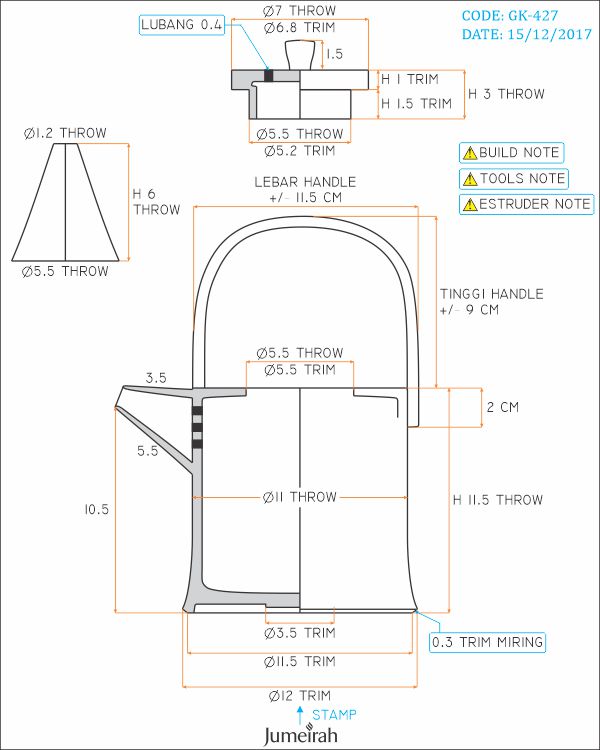 CODE: GK-427
DATE: 15/12/2017
Ø7 THROW
Ø6.8 TRIM
LUBANG 0.4
1.5
H 1 TRIM
H 1.5 TRIM
H 3 THROW
Ø5.5 THROW
Ø5.2 TRIM
Ø1.2 THROW
H 6
THROW
Ø5.5 THROW
BUILD NOTE
TOOLS NOTE
ESTRUDER NOTE
LEBAR HANDLE
+/- 11.5 CM
TINGGI HANDLE
+/- 9 CM
Ø5.5 THROW
Ø5.5 TRIM
3.5
2 CM
5.5
10.5
Ø11 THROW
H 11.5 THROW
Ø3.5 TRIM
0.3 TRIM MIRING
Ø11.5 TRIM
Ø12 TRIM
STAMP
Jumeirah